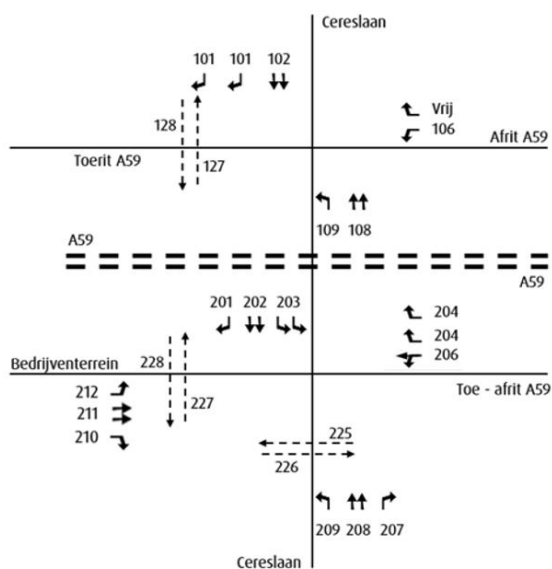 Cereslaan
101 101 102
128
Vrij
106
Afrit A59
Toerit A59
127
109 108
A59
A59
201 202 203
204
204
206
Bedrijventerrein
228
Toe - afrit A59
212
211
227
210
225
226
209 208 207
Cereslaan